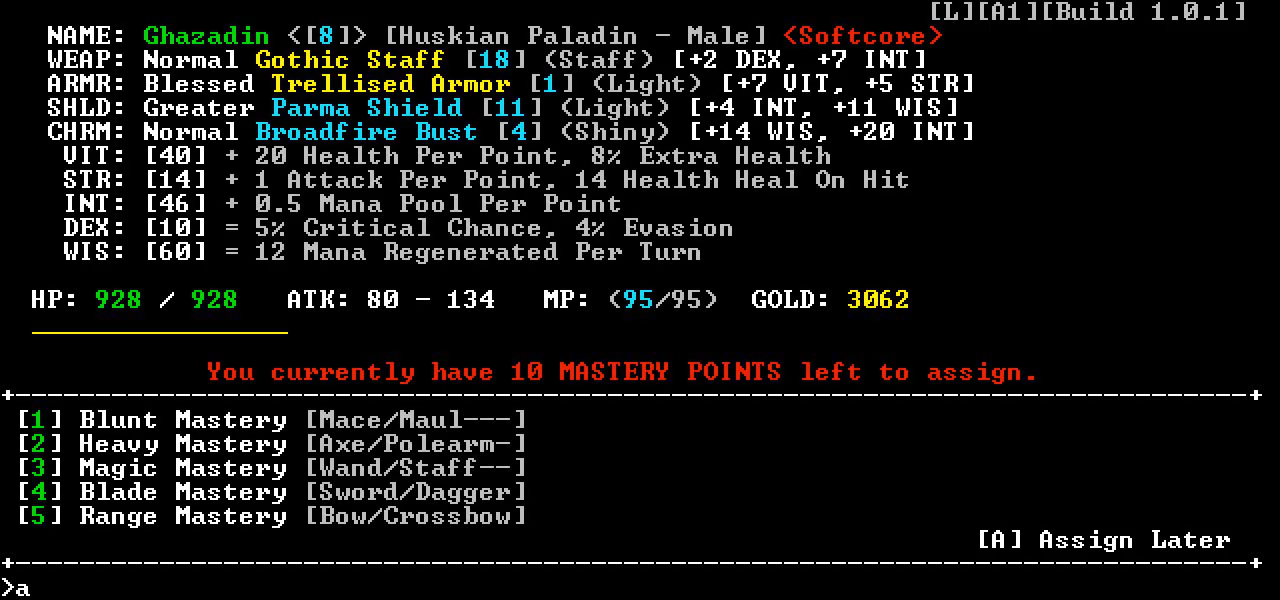 [L][A1][Build 1.0.1]
NAME: Ghazadin <[8]> [Huskian Paladin - Male] <Softcore>
WEAP: Normal Gothic Staff [18] (Staff) [+2 DEX, +7 INT]
ARMR: Blessed Trellised Armor [1] (Light) [+7 VIT, +5 STR]
SHLD: Greater Parma Shield [11] (Light) [+4 INT, +11 WIS]
CHRM: Normal Broadfire Bust [4] (Shiny) [+14 WIS, +20 INT]
VIT: [40] + 20 Health Per Point, 8% Extra Health
STR: [14] + 1 Attack Per Point, 14 Health Heal On Hit
INT: [46] + 0.5 Mana Pool Per Point
DEX: [10] = 5% Critical Chance, 4% Evasion
WIS: [60] = 12 Mana Regenerated Per Turn
HP: 928 / 928 ATK: 80 - 134 MP: (95/95) GOLD: 3062
You currently have 10 MASTERY POINTS left to assign.
[1] Blunt Mastery [Mace/Maul---]
[2] Heavy Mastery [Axe/Polearm-]
[3] Magic Mastery [Wand/Staff--]
[4] Blade Mastery [Sword/Dagger]
[5] Range Mastery [Bow/Crossbow]
[A] Assign Later
>a